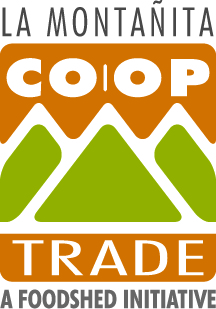 LA MONTAÑITA
CO|OP
TRADE
A FOODSHED INITIATIVE